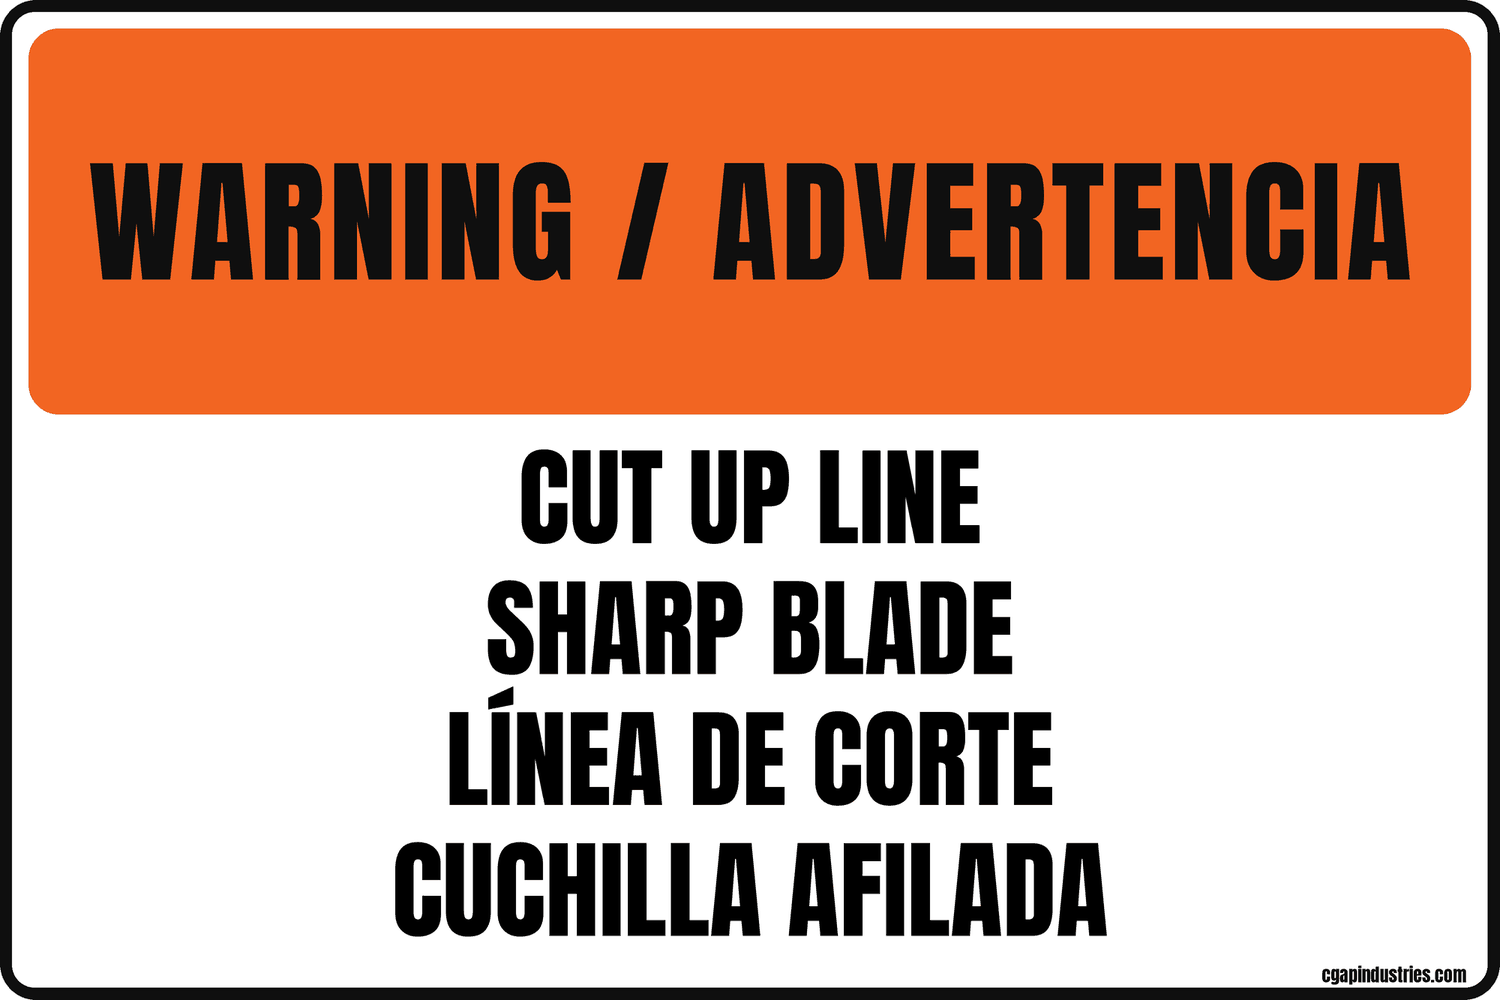 WARNING / ADVERTENCIA
CUT UP LINE
SHARP BLADE
LÍNEA DE CORTE
CUCHILLA AFILADA
cgapindustries.com